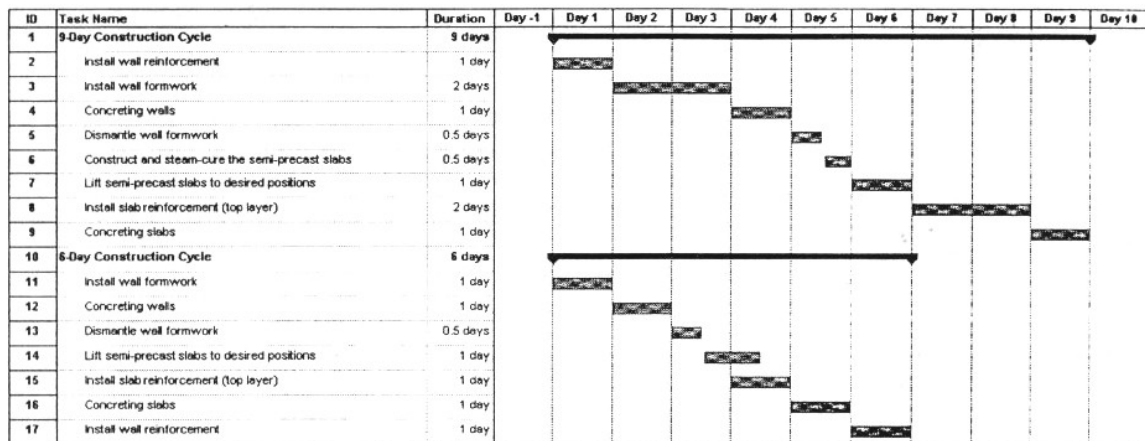 ID Task Name Duration Day -1 Day 1 Day 2 Day 3 Day 4 Day 5 Day 6 Day 7 Day 8 Day 9 Day 10
1 9-Day Construction Cycle 9 days
2 Install wall reinforcement 1 day
3 Install wall formwork 2 days
4 Concreting walls 1 day
5 Dismantle wall formwork 0.5 days
6 Construct and steam-cure the semi-precast slabs 0.5 days
7 Lift semi-precast slabs to desired positions 1 day
8 Install slab reinforcement (top layer) 2 days
9 Concreting slabs 1 day
10 6-Day Construction Cycle 6 days
11 Install wall formwork 1 day
12 Concreting walls 1 day
13 Dismantle wall formwork 0.5 days
14 Lift semi-precast slabs to desired positions 1 day
15 Install slab reinforcement (top layer) 1 day
16 Concreting slabs 1 day
17 Install wall reinforcement 1 day